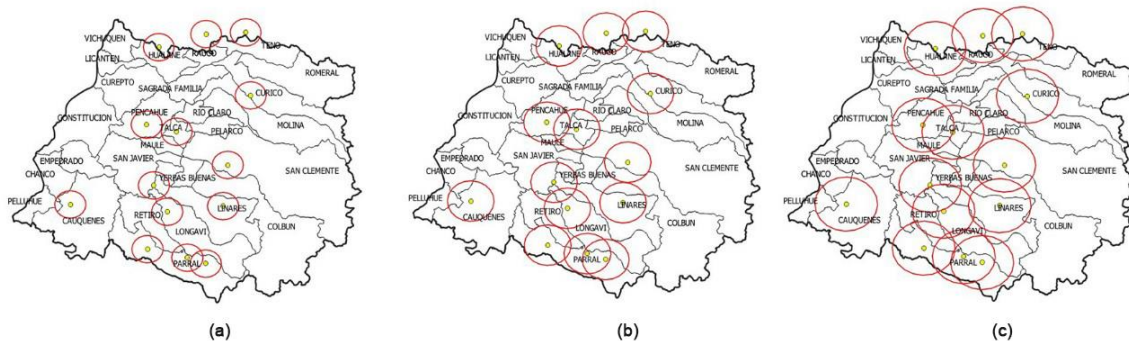 VICHUQUEN
LICANTEN
HUALAÑE
RAUCO
TENO
ROMERAL
CUREPTO
SAGRADA FAMILIA
CURICO
CONSTITUCION
PENCAHUE
RIO CLARO
MOLINA
TALCA
PELARCO
MAULE
EMPEDRADO
SAN JAVIER
SAN CLEMENTE
CHANCO
YERBAS BUENAS
PELLUHUE
CAUQUENES
RETIRO
LINARES
LONGAVI
COLBUN
PARRAL
(a)
VICHUQUEN
LICANTEN
HUALAÑE
RAUCO
TENO
ROMERAL
CUREPTO
SAGRADA FAMILIA
CURICO
CONSTITUCION
PENCAHUE
RIO CLARO
MOLINA
TALCA
PELARCO
MAULE
EMPEDRADO
SAN JAVIER
SAN CLEMENTE
CHANCO
YERBAS BUENAS
PELLUHUE
CAUQUENES
RETIRO
LINARES
LONGAVI
COLBUN
PARRAL
(b)
VICHUQUEN
LICANTEN
HUALAÑE
RAUCO
TENO
ROMERAL
CUREPTO
SAGRADA FAMILIA
CURICO
CONSTITUCION
PENCAHUE
RIO CLARO
MOLINA
TALCA
PELARCO
MAULE
EMPEDRADO
SAN JAVIER
SAN CLEMENTE
CHANCO
YERBAS BUENAS
PELLUHUE
CAUQUENES
RETIRO
LINARES
LONGAVI
COLBUN
PARRAL
(c)